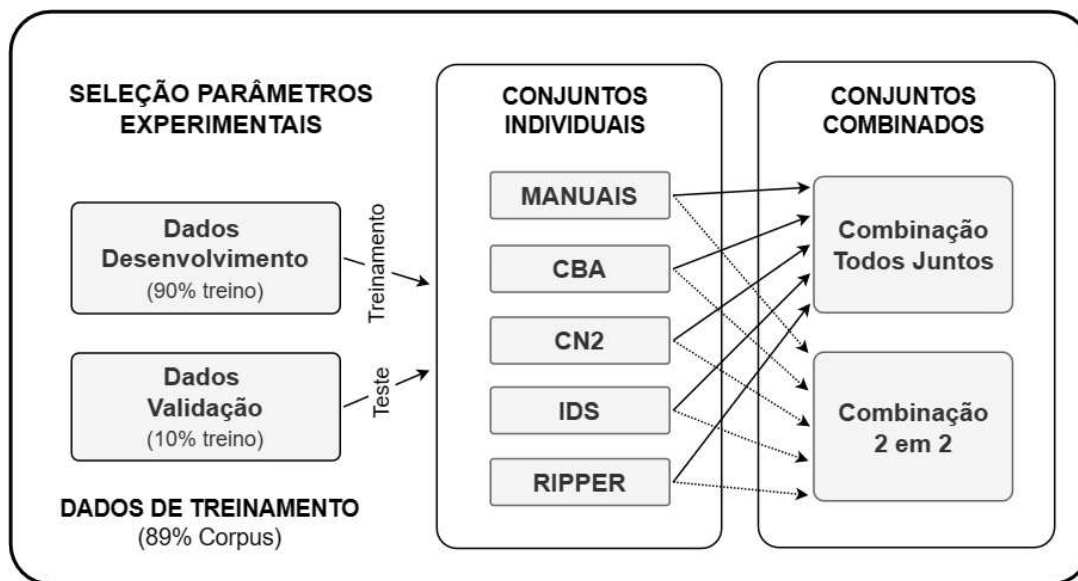 SELEÇÃO PARÂMETROS
EXPERIMENTAIS
Dados
Desenvolvimento
(90% treino)
Treinamento
Dados
Validação
(10% treino)
Teste
DADOS DE TREINAMENTO
(89% Corpus)
CONJUNTOS
INDIVIDUAIS
MANUAIS
CBA
CN2
IDS
RIPPER
CONJUNTOS
COMBINADOS
Combinação
Todos Juntos
Combinação
2 em 2